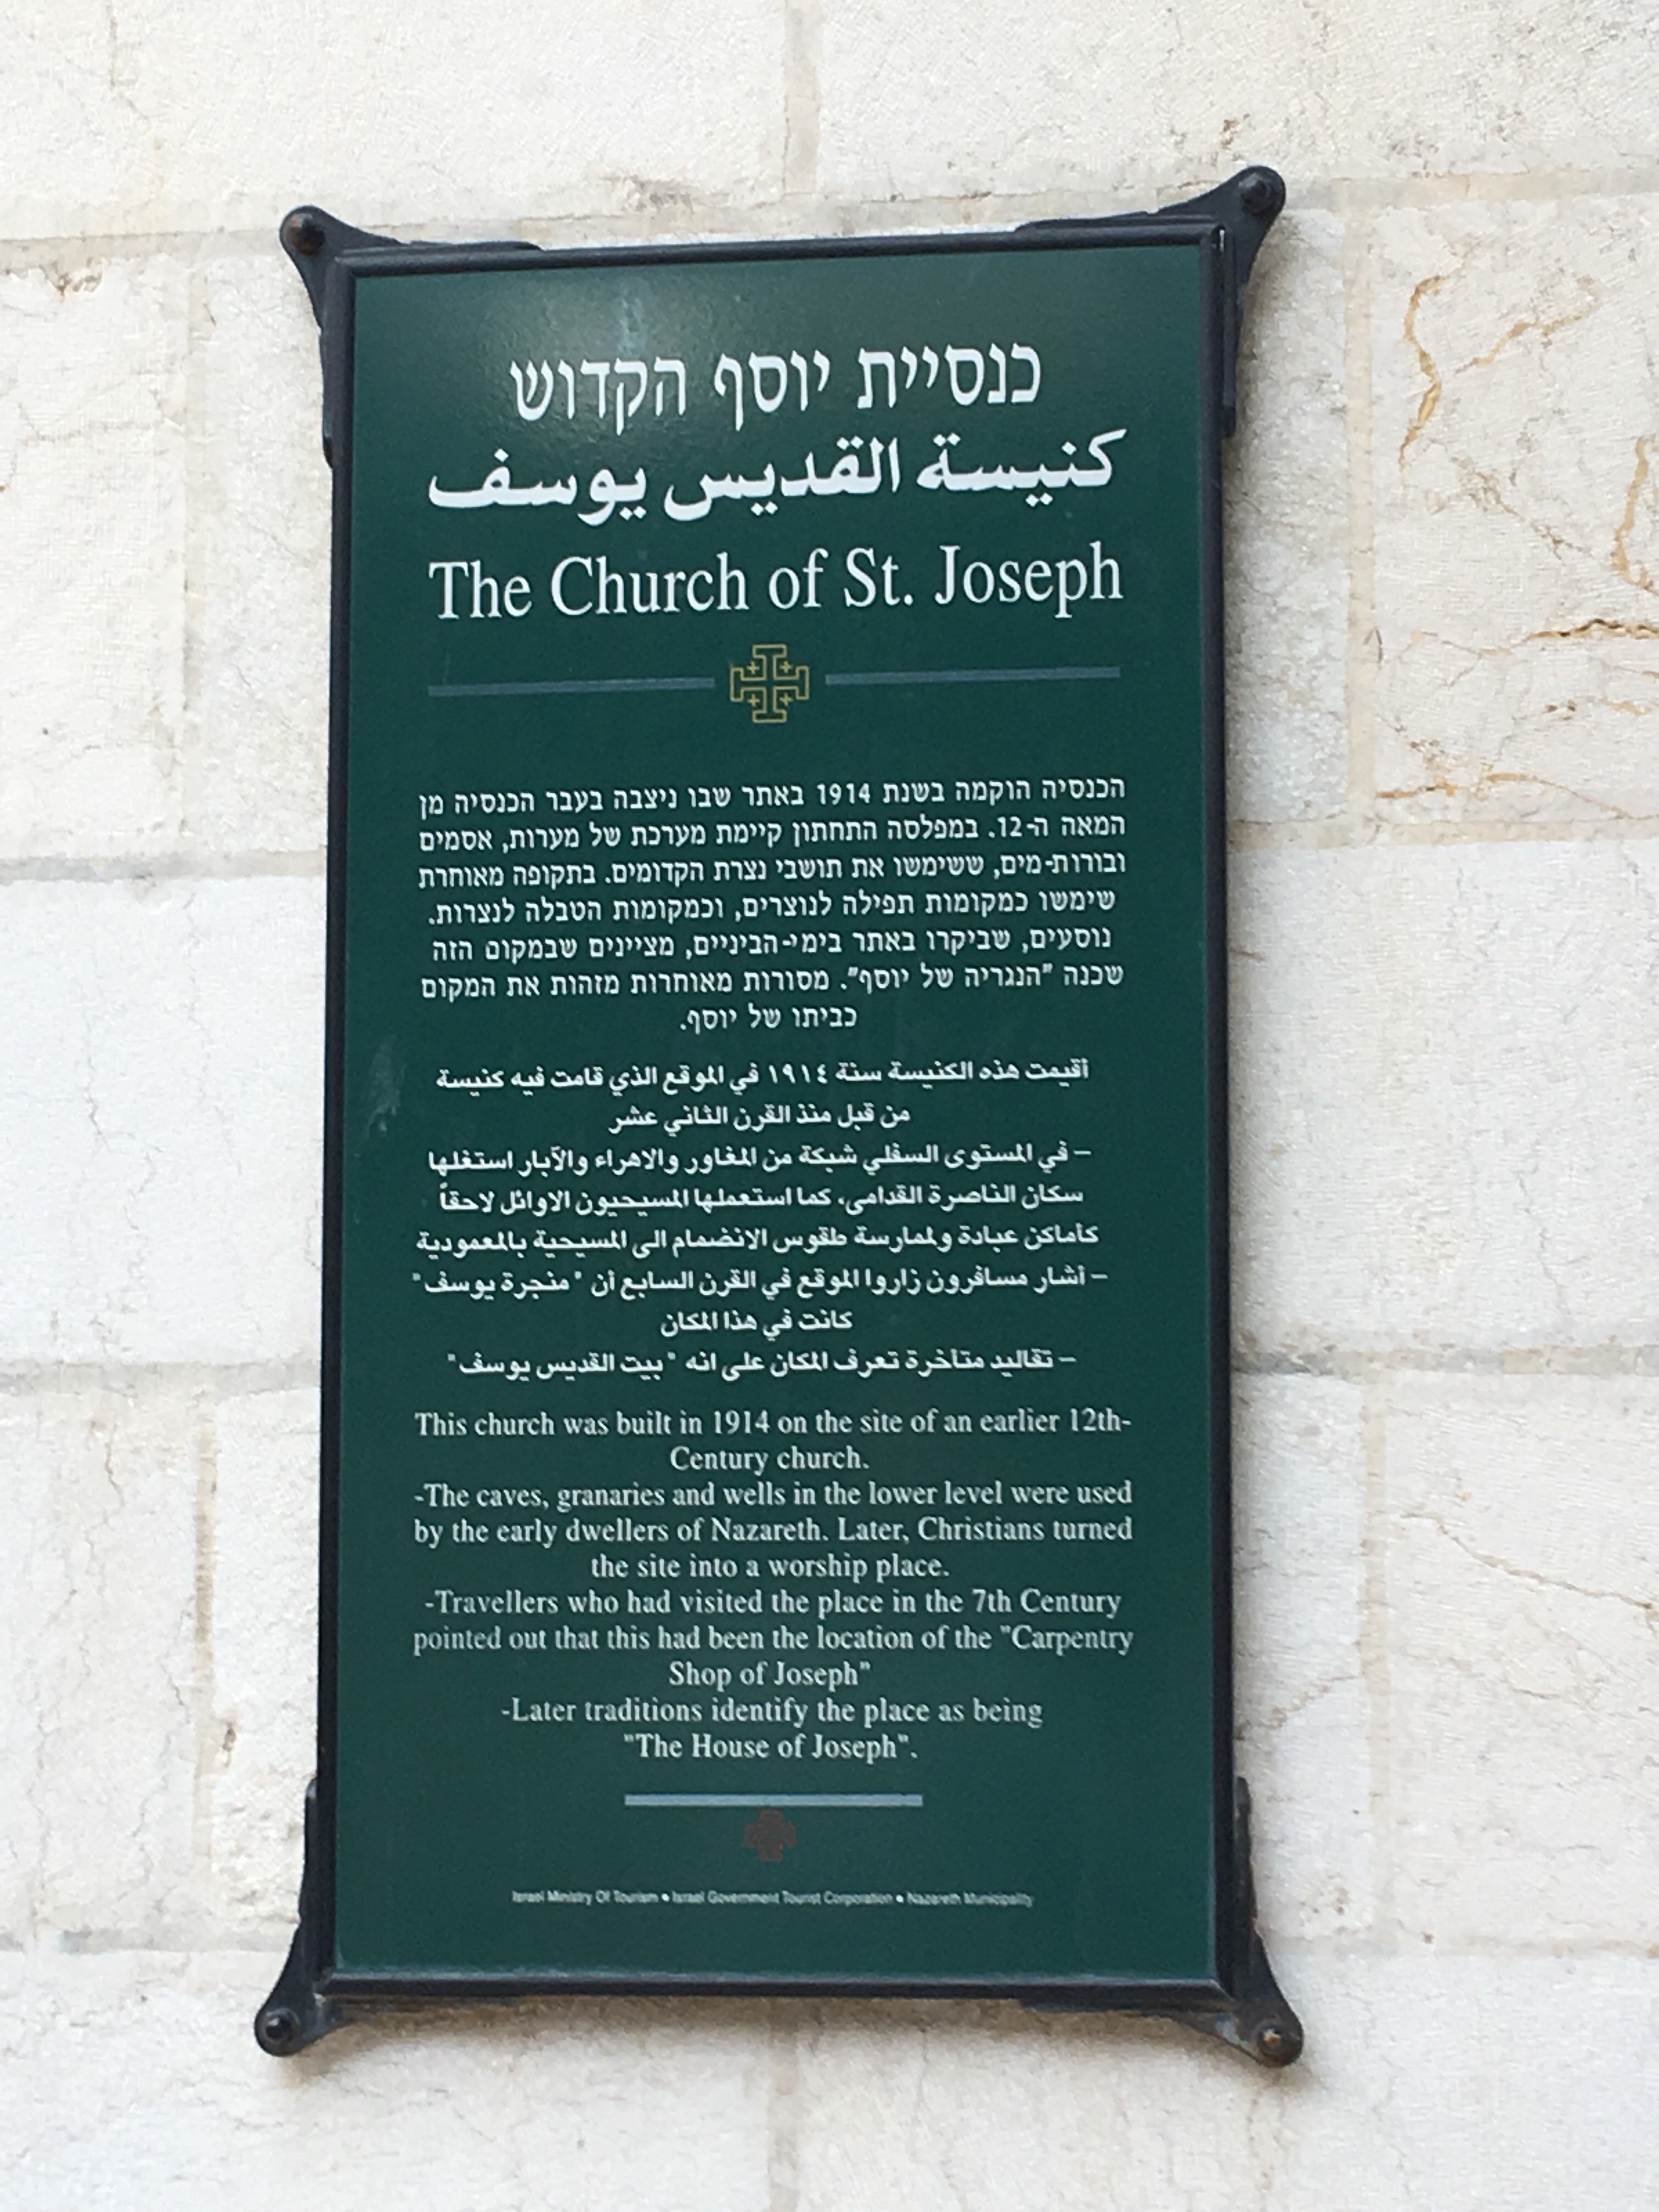 כנסיית יוסף הקדוש
كنيسة القديس يوسف
The Church of St. Joseph
הכנסיה הוקמה בשנת 1914 באתר שבו ניצבה בעבר הכנסיה מן
המאה ה-12. במפלסה התחתון קיימת מערכת של מערות, אסמים
ובורות-מים, ששימשו את תושבי נצרת הקדומים. בתקופה מאוחרת
שימשו כמקומות תפילה לנוצרים, וכמקומות הטבלה לנצרות.
נוסעים, שביקרו באתר בימי-הביניים, מציינים שבמקום הזה
שכנה "הנגריה של יוסף". מסורות מאוחרות מזהות את המקום
כביתו של יוסף.
أقيمت هذه الكنيسة سنة ١٩١٤ في الموقع الذي قامت فيه كنيسة
من قبل منذ القرن الثاني عشر
– في المستوى السفلي شبكة من المغاور والاهراء والآبار استغلها
سكان الناصرة القدامى، كما استعملها المسيحيون الاوائل لاحقاً
كأماكن عبادة ولممارسة طقوس الانضمام الى المسيحية بالمعمودية
– أشار مسافرون زاروا الموقع في القرن السابع أن "منجرة يوسف"
كانت في هذا المكان
– تقاليد متأخرة تعرف المكان على انه "بيت القديس يوسف"
This church was built in 1914 on the site of an earlier 12th-
Century church.
-The caves, granaries and wells in the lower level were used
by the early dwellers of Nazareth. Later, Christians turned
the site into a worship place.
-Travellers who had visited the place in the 7th Century
pointed out that this had been the location of the "Carpentry
Shop of Joseph"
-Later traditions identify the place as being
"The House of Joseph".
Israel Ministry Of Tourism • Israel Government Tourist Corporation • Nazareth Municipality